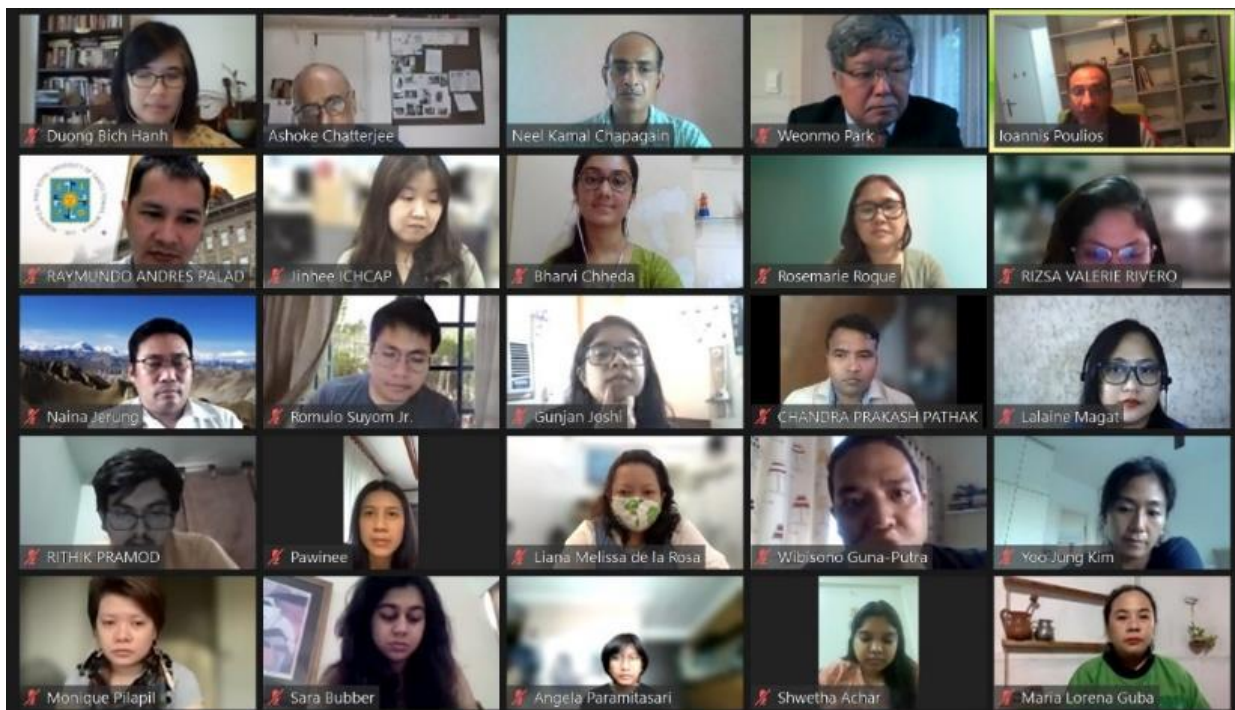 Duong Bich Hanh
Ashoke Chatterjee
Neel Kamal Chapagain
Weonmo Park
Ioannis Poulios
RAYMUNDO ANDRES PALAD
Jinhee ICHCAP
Bharvi Chheda
Rosemarie Roque
RIZSA VALERIE RIVERO
Naina Jerung
Romulo Suyom Jr.
Gunjan Joshi
CHANDRA PRAKASH PATHAK
Lalaine Magat
RITHIK PRAMOD
Pawinee
Liana Melissa de la Rosa
Wibisono Guna-Putra
Yeo Jung Kim
Monique Pilapil
Sara Bubber
Angela Paramitasari
Shwetha Achar
Maria Lorena Guba